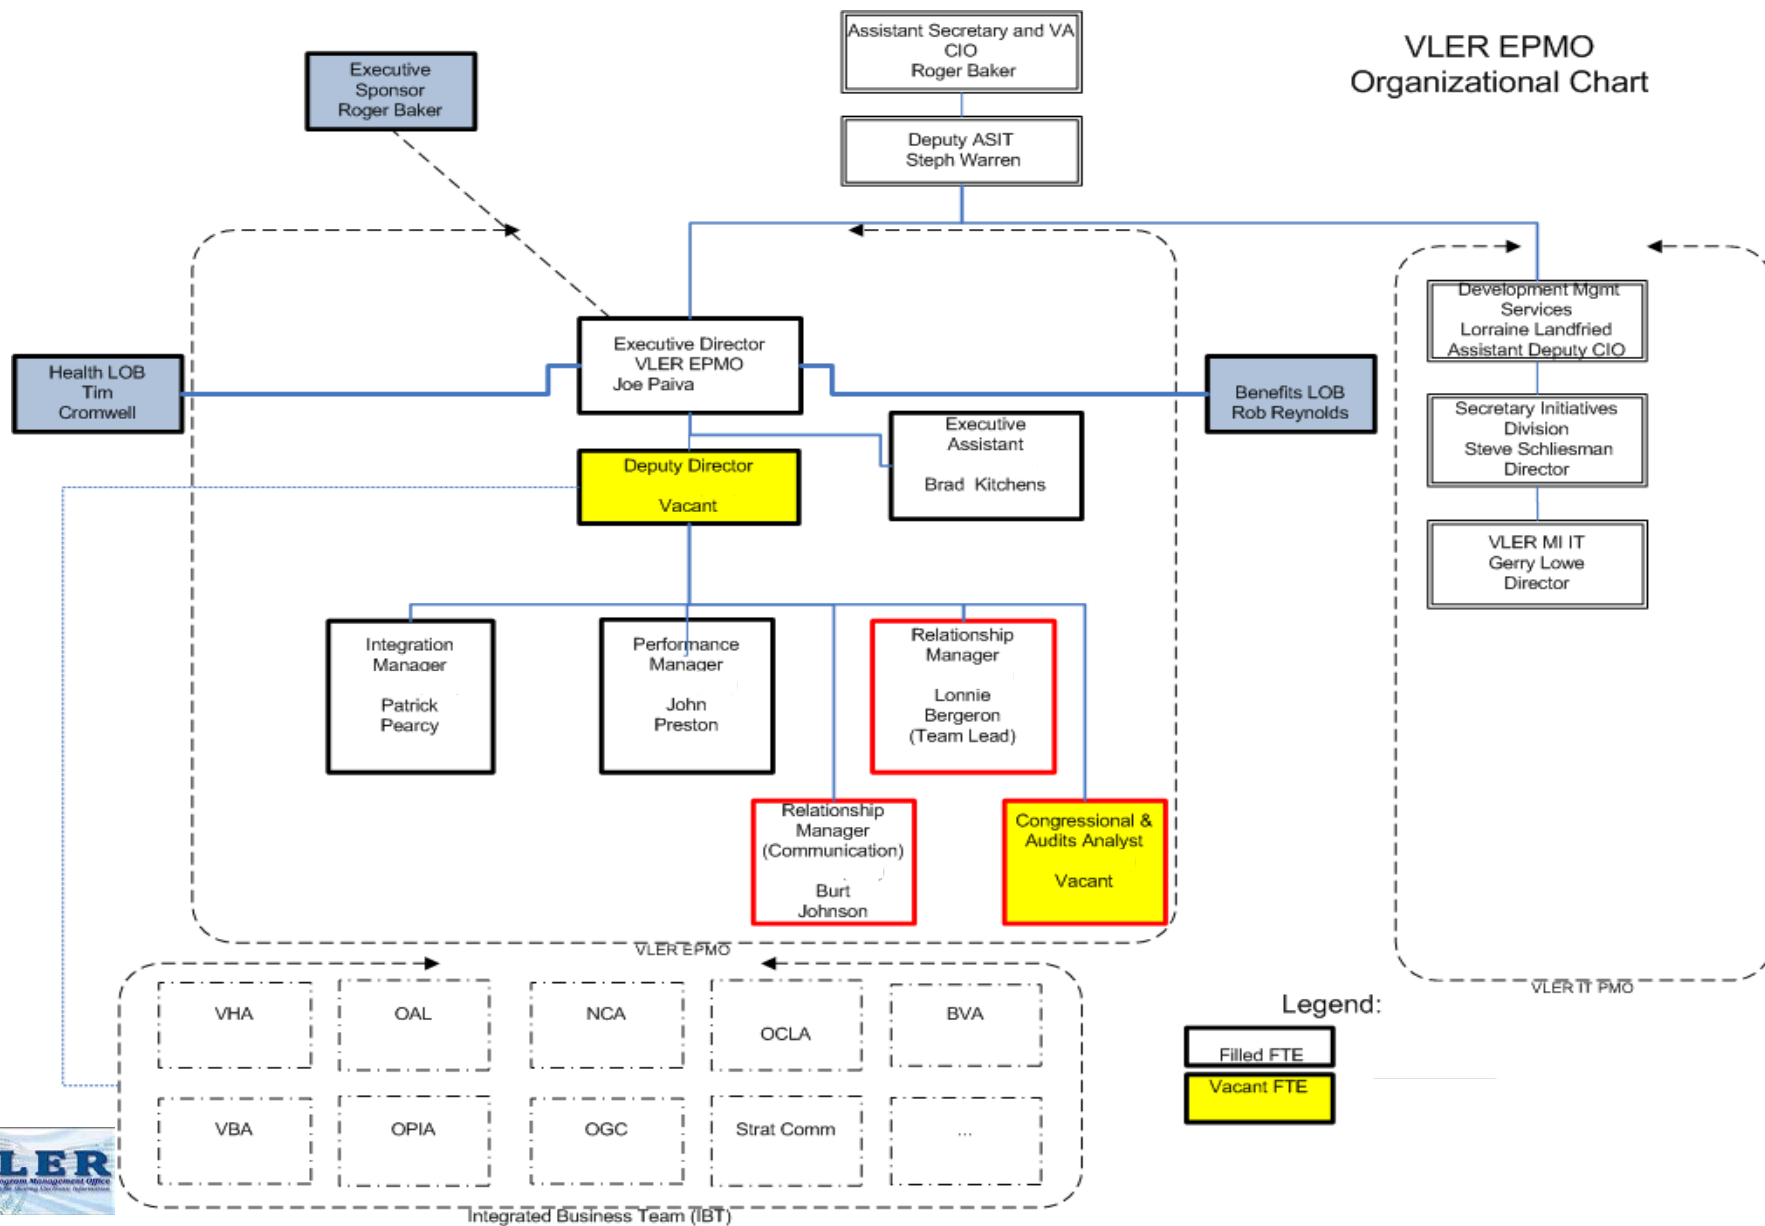 VLER EPMO
Organizational Chart
Assistant Secretary and VA
CIO
Roger Baker
Executive
Sponsor
Roger Baker
Deputy ASIT
Steph Warren
Development Mgmt
Services
Lorraine Landfried
Assistant Deputy CIO
Executive Director
VLER EPMO
Joe Paiva
Health LOB
Tim
Cromwell
Benefits LOB
Rob Reynolds
Secretary Initiatives
Division
Steve Schliesman
Director
Executive
Assistant
Brad Kitchens
Deputy Director
Vacant
VLER MI IT
Gerry Lowe
Director
Integration
Manager
Patrick
Pearcy
Performance
Manager
John
Preston
Relationship
Manager
Lonnie
Bergeron
(Team Lead)
Relationship
Manager
(Communication)
Burt
Johnson
Congressional &
Audits Analyst
Vacant
VLER EPMO
VLER IT PMO
VHA
OAL
NCA
OCLA
BVA
VBA
OPIA
OGC
Strat Comm
...
Integrated Business Team (IBT)
Legend:
Filled FTE
Vacant FTE
LER
ogram Management Office